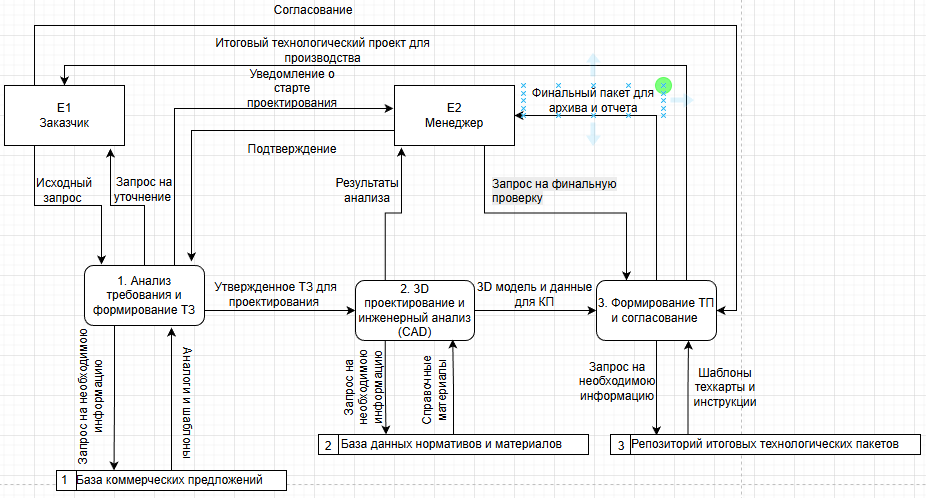 Согласование
Итоговый технологический проект для
производства
Уведомление о
старте
проектирования
E1
Заказчик
E2
Менеджер
Финальный пакет для
архива и отчета
Подтверждение
Исходный
запрос
Запрос на
уточнение
Результаты
анализа
Запрос на финальную
проверку
1. Анализ
требования и
формирование ТЗ
Утвержденное ТЗ для
проектирования
2. 3D
проектирование и
инженерный анализ
(CAD)
3D модель и данные
для КП
3. Формирование ТП
и согласование
Запрос на необходимою
информацию
Аналоги и шаблоны
Запрос на
необходимою
информацию
Справочные
материалы
Запрос на
необходимою
информацию
Шаблоны
техкарты и
инструкции
2 База данных нормативов и материалов
3 Репозиторий итоговых технологических пакетов
1 База коммерческих предложений